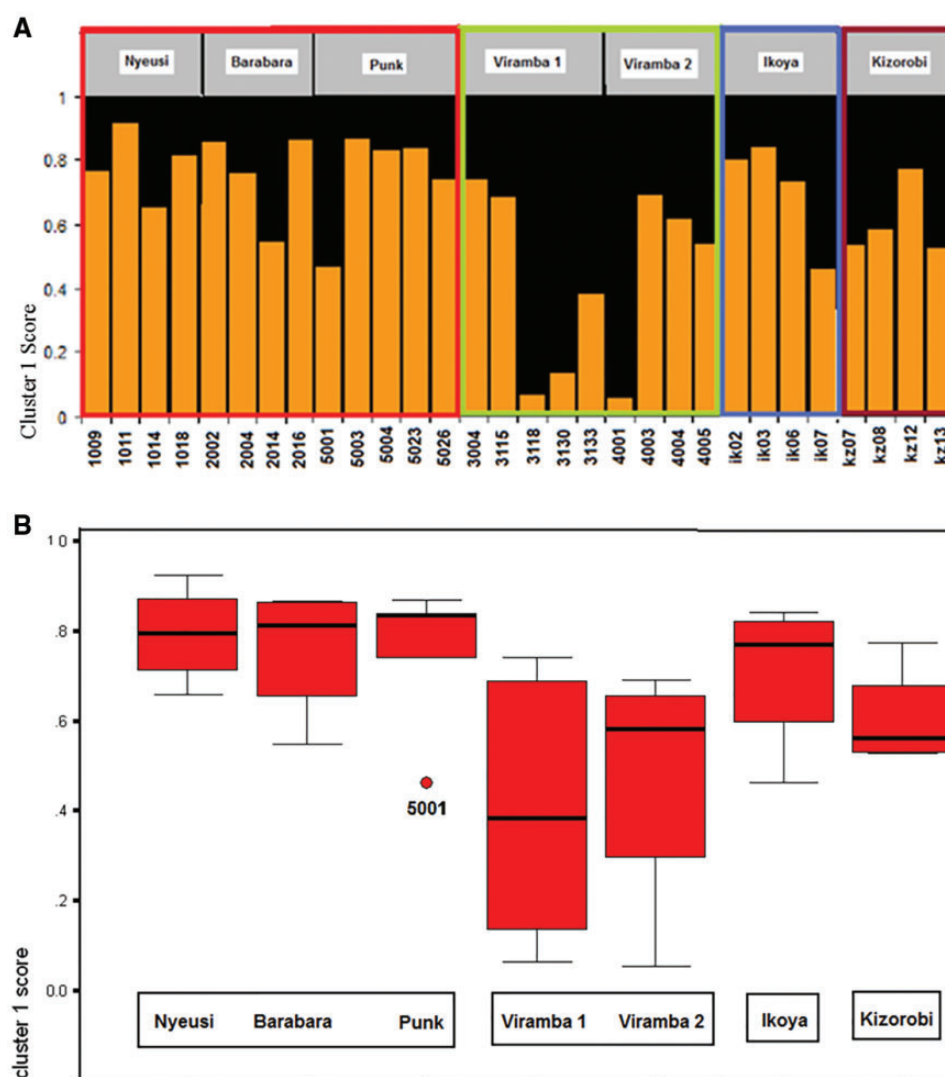 A
Nyeusi Barabara Punk Viramba 1 Viramba 2 Ikoya Kizorobi
1
0.8
0.6
0.4
0.2
0
Cluster 1 Score
1009 1011 1014 1018 2002 2004 2014 2016 5001 5003 5004 5023 5026 3004 3115 3118 3130 3133 4001 4003 4004 4005 ik02 ik03 ik06 ik07 kz07 kz08 kz12 kz13
B
1 0
.8
.6
.4
.2
0.0
5001
cluster 1 score
Nyeusi Barabara Punk Viramba 1 Viramba 2 Ikoya Kizorobi